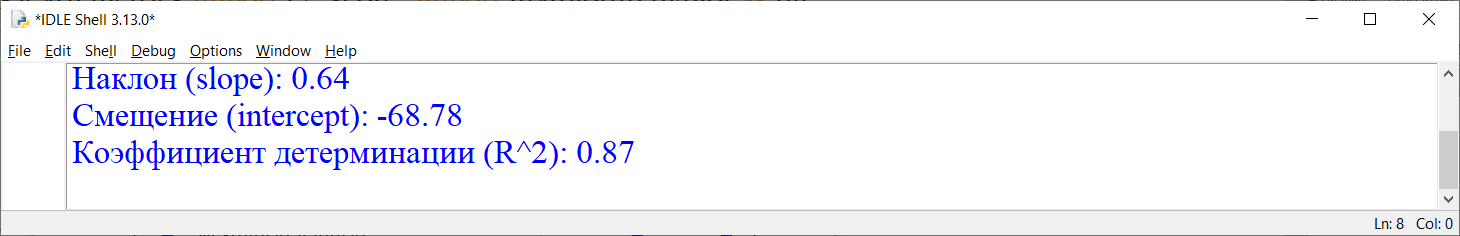 *IDLE Shell 3.13.0*
File Edit Shell Debug Options Window Help
Наклон (slope): 0.64
Смещение (intercept): -68.78
Коэффициент детерминации (R^2): 0.87
Ln: 8 Col: 0